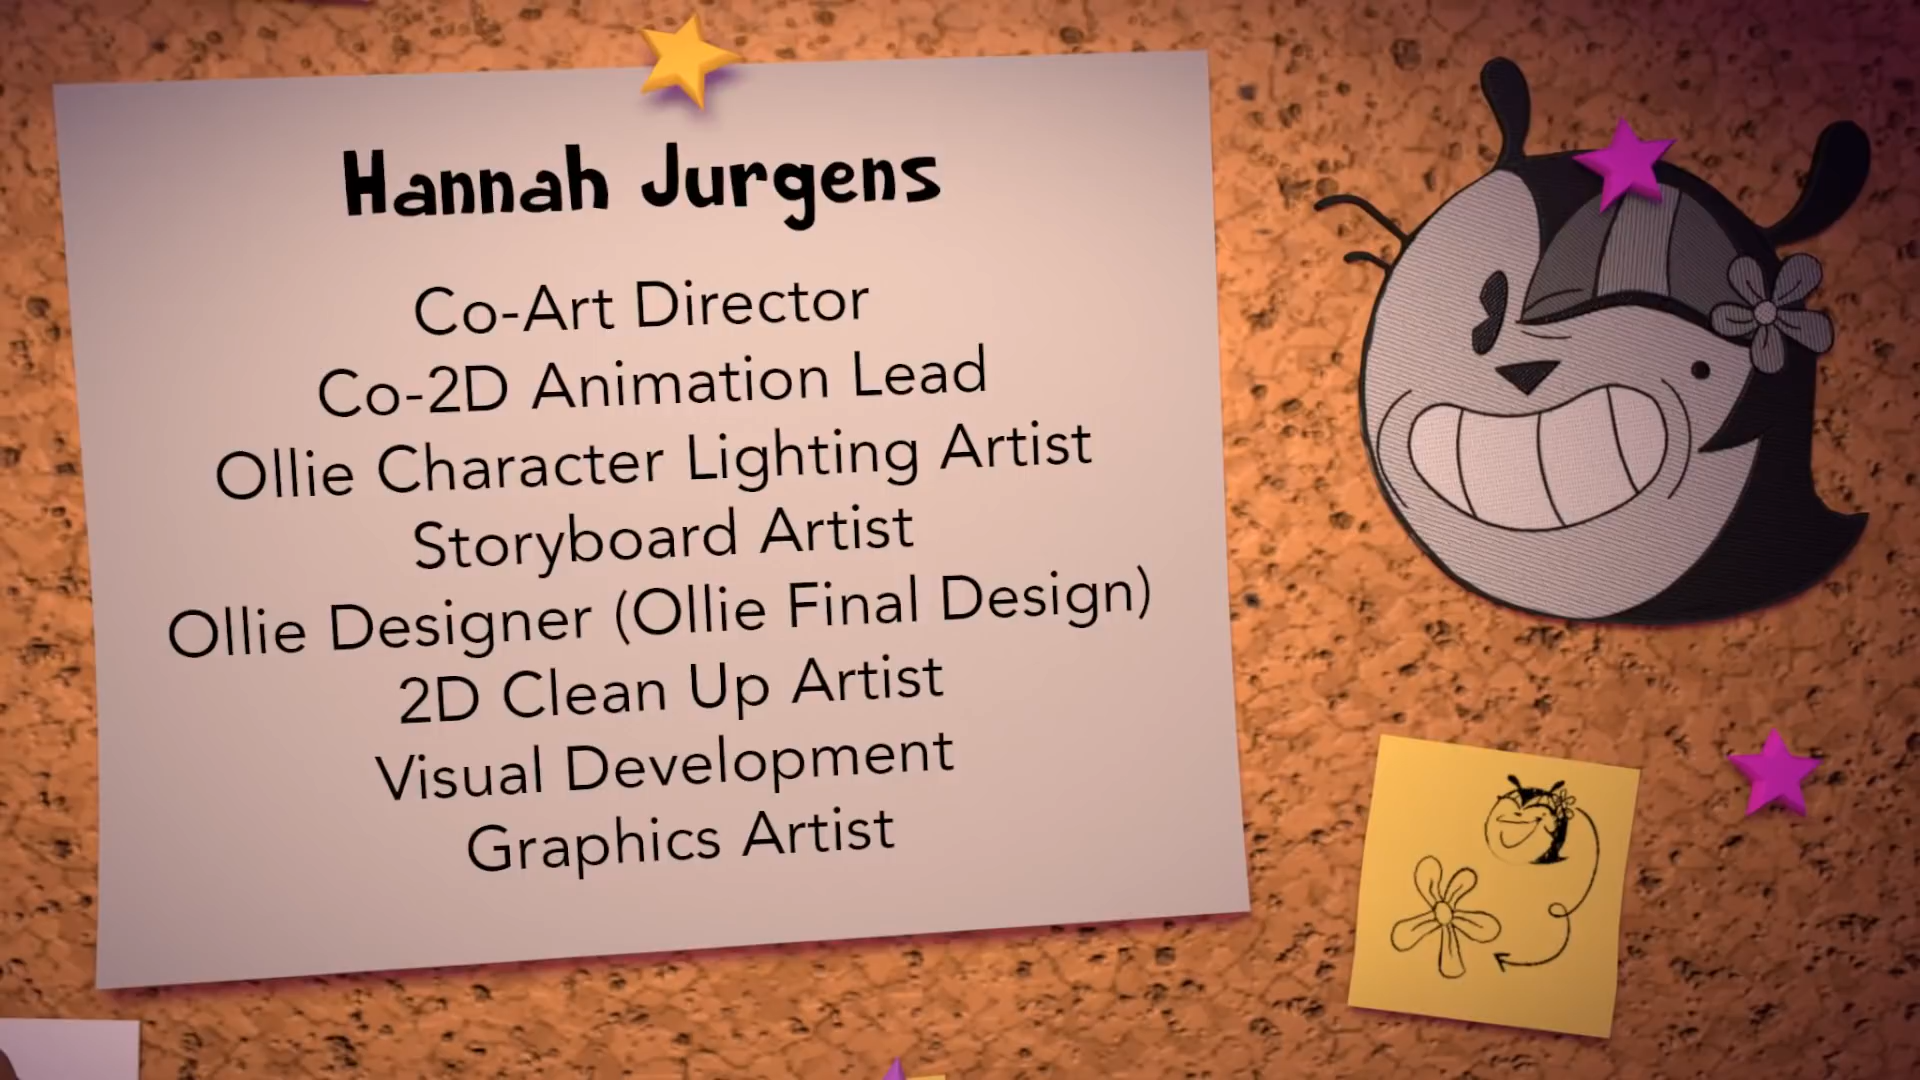 Hannah Jurgens
Co-Art Director
Co-2D Animation Lead
Ollie Character Lighting Artist
Storyboard Artist
Ollie Designer (Ollie Final Design)
2D Clean Up Artist
Visual Development
Graphics Artist